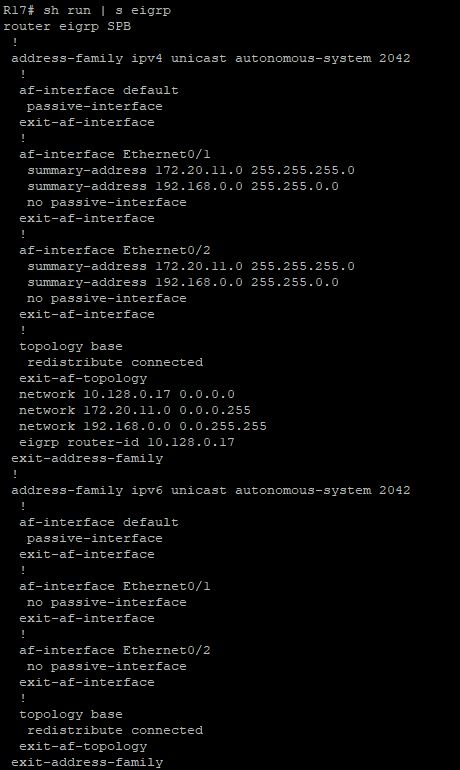 R17# sh run | s eigrp
router eigrp SPB
 !
 address-family ipv4 unicast autonomous-system 2042
  !
  af-interface default
   passive-interface
  exit-af-interface
  !
  af-interface Ethernet0/1
   summary-address 172.20.11.0 255.255.255.0
   summary-address 192.168.0.0 255.255.0.0
   no passive-interface
  exit-af-interface
  !
  af-interface Ethernet0/2
   summary-address 172.20.11.0 255.255.255.0
   summary-address 192.168.0.0 255.255.0.0
   no passive-interface
  exit-af-interface
  !
  topology base
   redistribute connected
  exit-af-topology
  network 10.128.0.17 0.0.0.0
  network 172.20.11.0 0.0.0.255
  network 192.168.0.0 0.0.255.255
  eigrp router-id 10.128.0.17
 exit-address-family
 !
 address-family ipv6 unicast autonomous-system 2042
  !
  af-interface default
   passive-interface
  exit-af-interface
  !
  af-interface Ethernet0/1
   no passive-interface
  exit-af-interface
  !
  af-interface Ethernet0/2
   no passive-interface
  exit-af-interface
  !
  topology base
   redistribute connected
  exit-af-topology
 exit-address-family